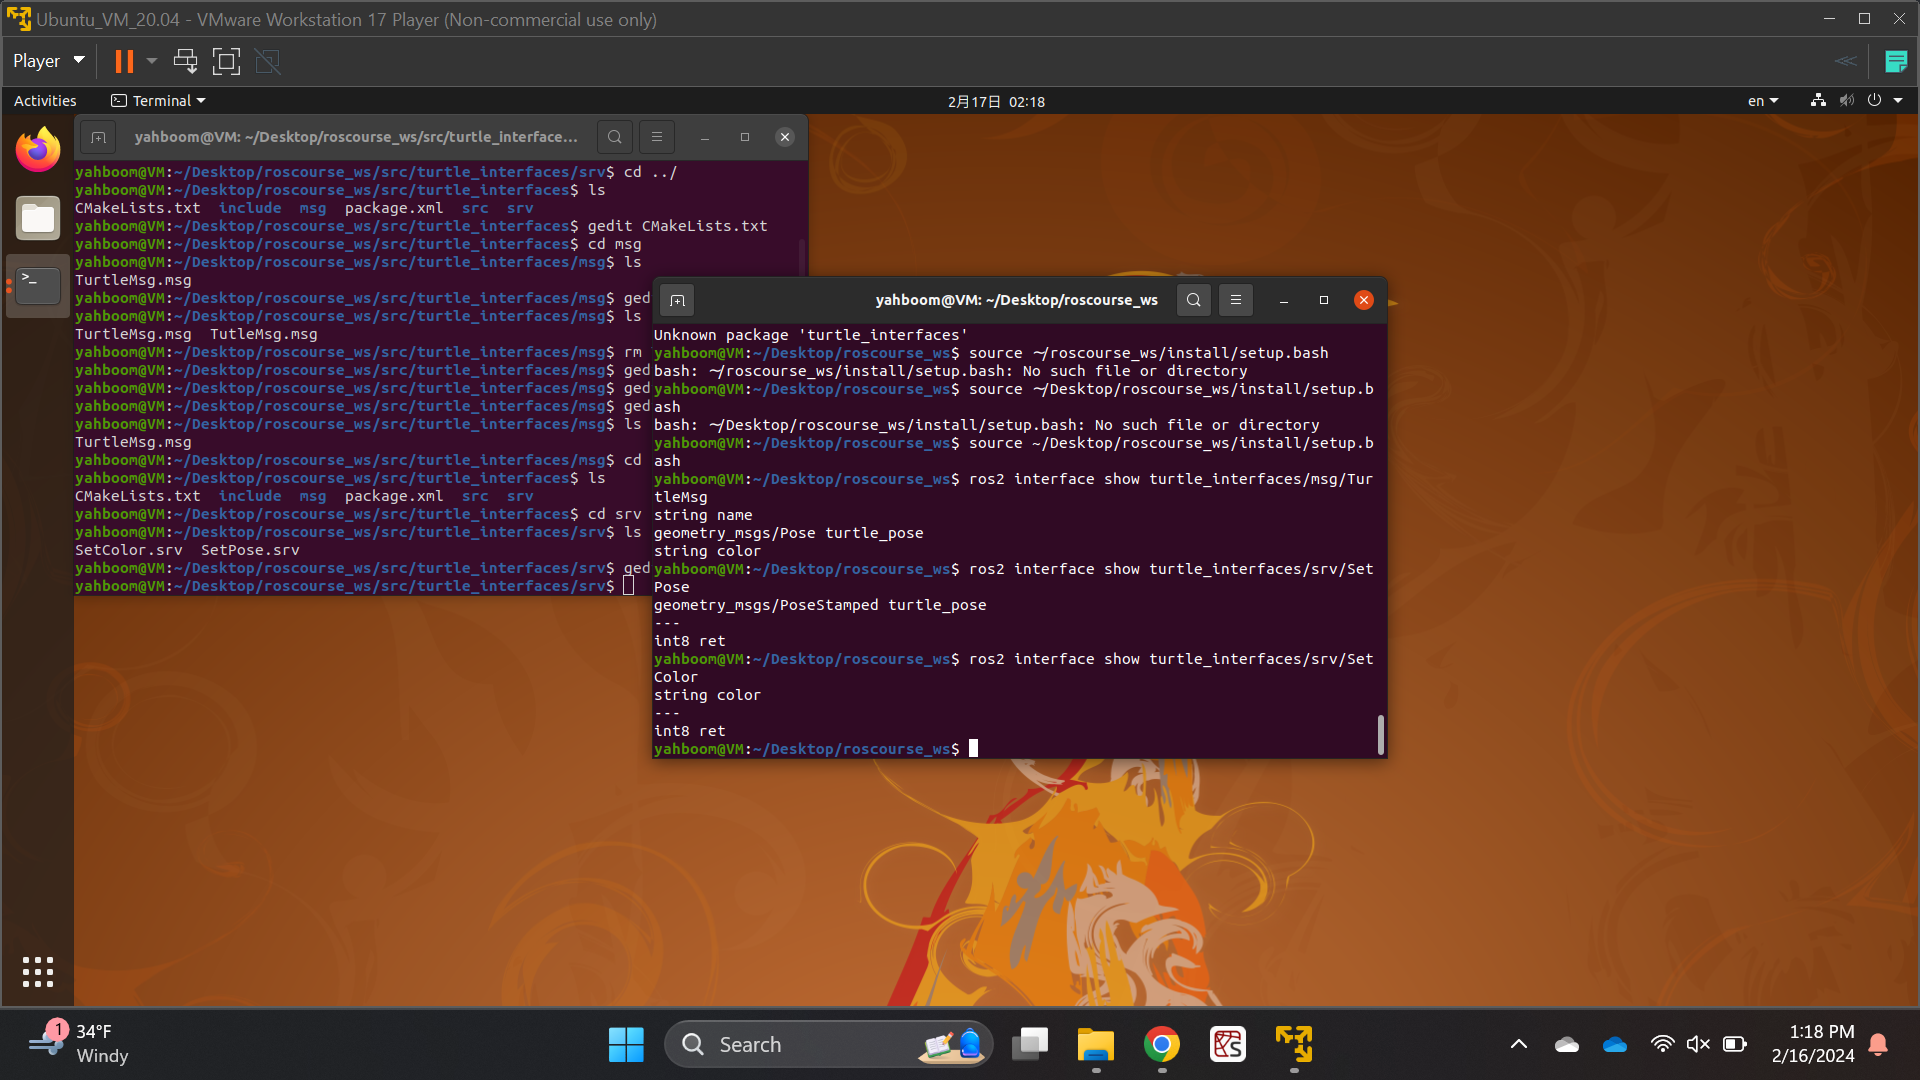 Ubuntu_VM_20.04 - VMware Workstation 17 Player (Non-commercial use only)
Player
Activities
Terminal
2月17日 02:18
en
yahboom@VM: ~/Desktop/roscourse_ws/src/turtle_interface...
yahboom@VM:~/Desktop/roscourse_ws/src/turtle_interfaces/srv$ cd ../
yahboom@VM:~/Desktop/roscourse_ws/src/turtle_interfaces$ ls
CMakeLists.txt include msg package.xml src srv
yahboom@VM:~/Desktop/roscourse_ws/src/turtle_interfaces$ gedit CMakeLists.txt
yahboom@VM:~/Desktop/roscourse_ws/src/turtle_interfaces$ cd msg
yahboom@VM:~/Desktop/roscourse_ws/src/turtle_interfaces/msg$ ls
TurtleMsg.msg
yahboom@VM:~/Desktop/roscourse_ws/src/turtle_interfaces/msg$ ged
yahboom@VM:~/Desktop/roscourse_ws/src/turtle_interfaces/msg$ ls
TurtleMsg.msg TutleMsg.msg
yahboom@VM:~/Desktop/roscourse_ws/src/turtle_interfaces/msg$ rm
yahboom@VM:~/Desktop/roscourse_ws/src/turtle_interfaces/msg$ ged
yahboom@VM:~/Desktop/roscourse_ws/src/turtle_interfaces/msg$ ged
yahboom@VM:~/Desktop/roscourse_ws/src/turtle_interfaces/msg$ ged
yahboom@VM:~/Desktop/roscourse_ws/src/turtle_interfaces/msg$ ls
TurtleMsg.msg
yahboom@VM:~/Desktop/roscourse_ws/src/turtle_interfaces/msg$ cd
yahboom@VM:~/Desktop/roscourse_ws/src/turtle_interfaces$ ls
CMakeLists.txt include msg package.xml src srv
yahboom@VM:~/Desktop/roscourse_ws/src/turtle_interfaces$ cd srv
yahboom@VM:~/Desktop/roscourse_ws/src/turtle_interfaces/srv$ ls
SetColor.srv SetPose.srv
yahboom@VM:~/Desktop/roscourse_ws/src/turtle_interfaces/srv$ ged
yahboom@VM:~/Desktop/roscourse_ws/src/turtle_interfaces/srv$
yahboom@VM: ~/Desktop/roscourse_ws
Unknown package 'turtle_interfaces'
yahboom@VM:~/Desktop/roscourse_ws$ source ~/roscourse_ws/install/setup.bash
bash: ~/roscourse_ws/install/setup.bash: No such file or directory
yahboom@VM:~/Desktop/roscourse_ws$ source ~/Desktop/roscourse_ws/install/setup.b
ash
bash: ~/Desktop/roscourse_ws/install/setup.bash: No such file or directory
yahboom@VM:~/Desktop/roscourse_ws$ source ~/Desktop/roscourse_ws/install/setup.b
ash
yahboom@VM:~/Desktop/roscourse_ws$ ros2 interface show turtle_interfaces/msg/Tur
tleMsg
string name
geometry_msgs/Pose turtle_pose
string color
yahboom@VM:~/Desktop/roscourse_ws$ ros2 interface show turtle_interfaces/srv/Set
Pose
geometry_msgs/PoseStamped turtle_pose
---
int8 ret
yahboom@VM:~/Desktop/roscourse_ws$ ros2 interface show turtle_interfaces/srv/Set
Color
string color
---
int8 ret
yahboom@VM:~/Desktop/roscourse_ws$
1
34°F
Windy
Search
1:18 PM
2/16/2024